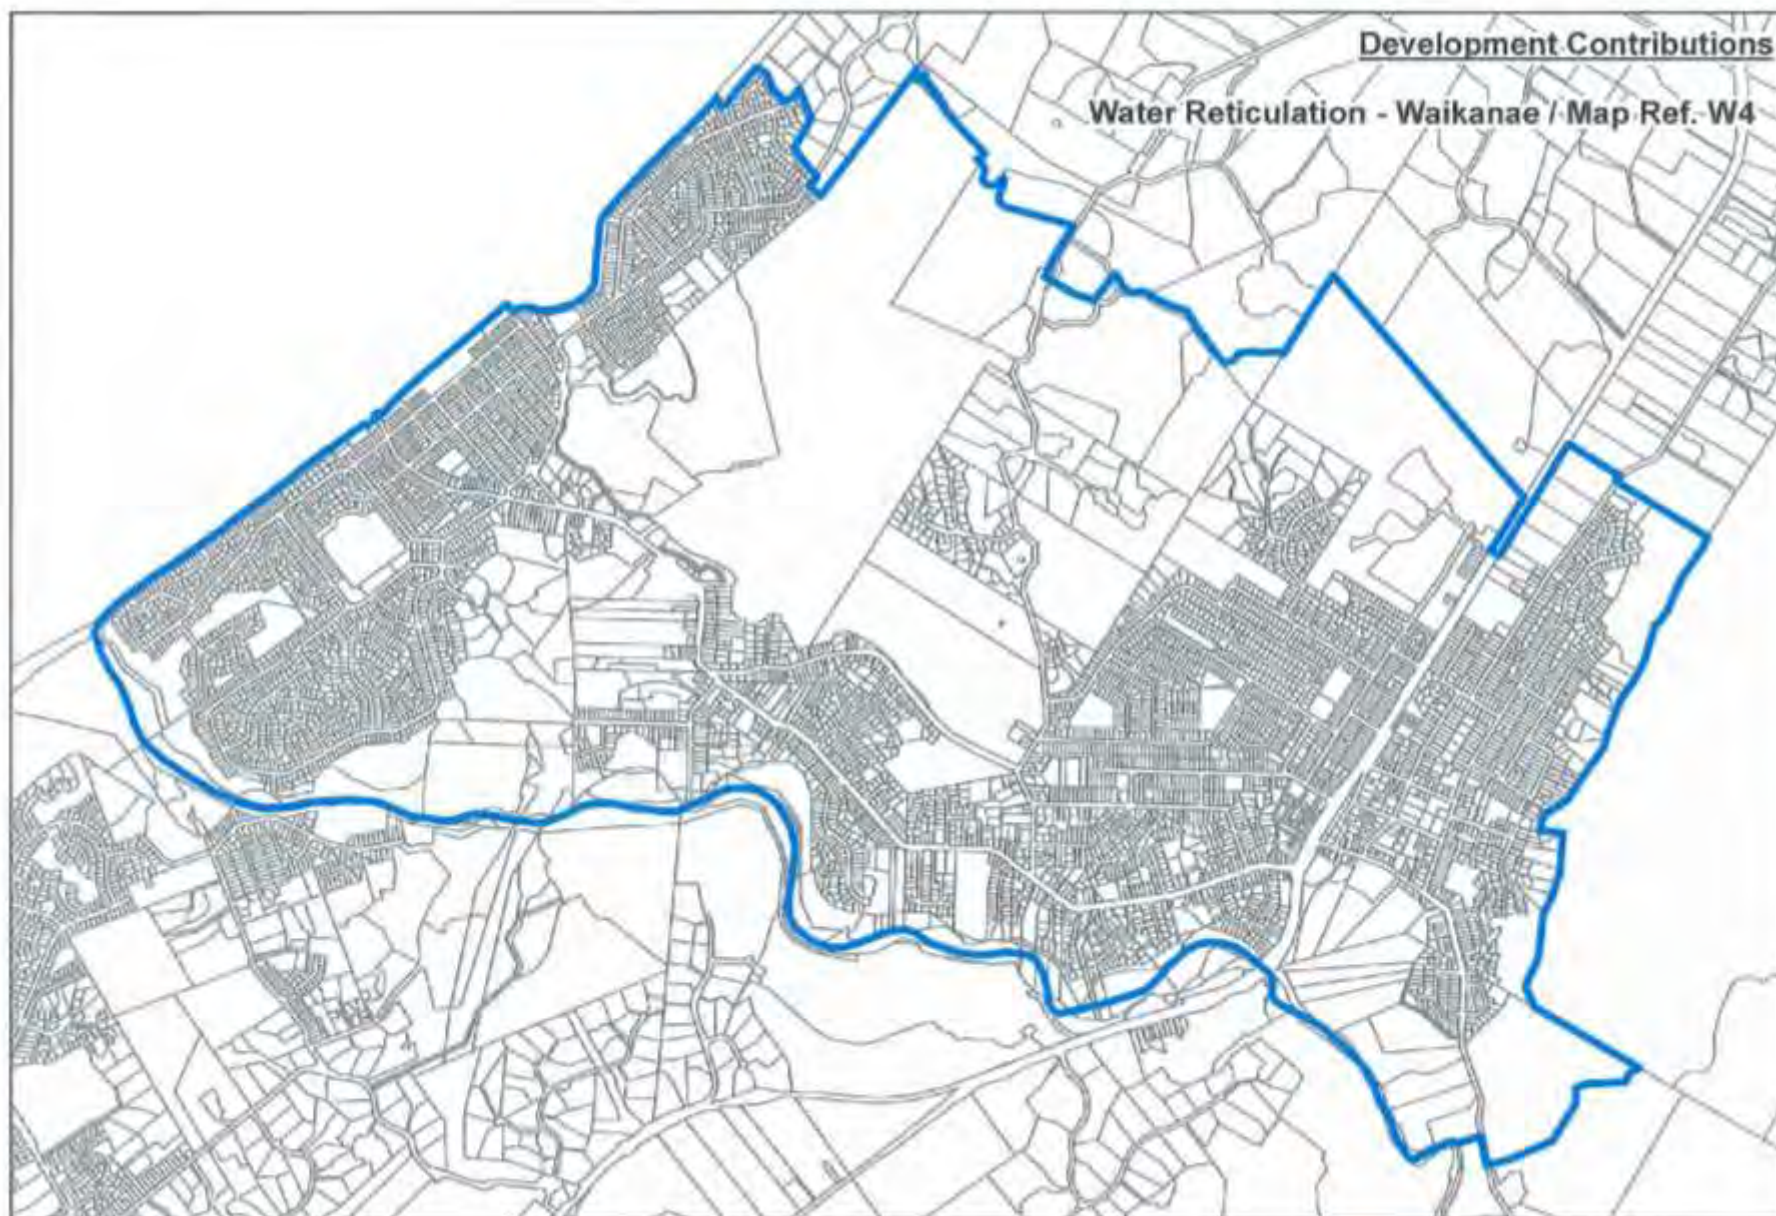 Development Contributions
Water Reticulation - Waikanae / Map Ref. W4